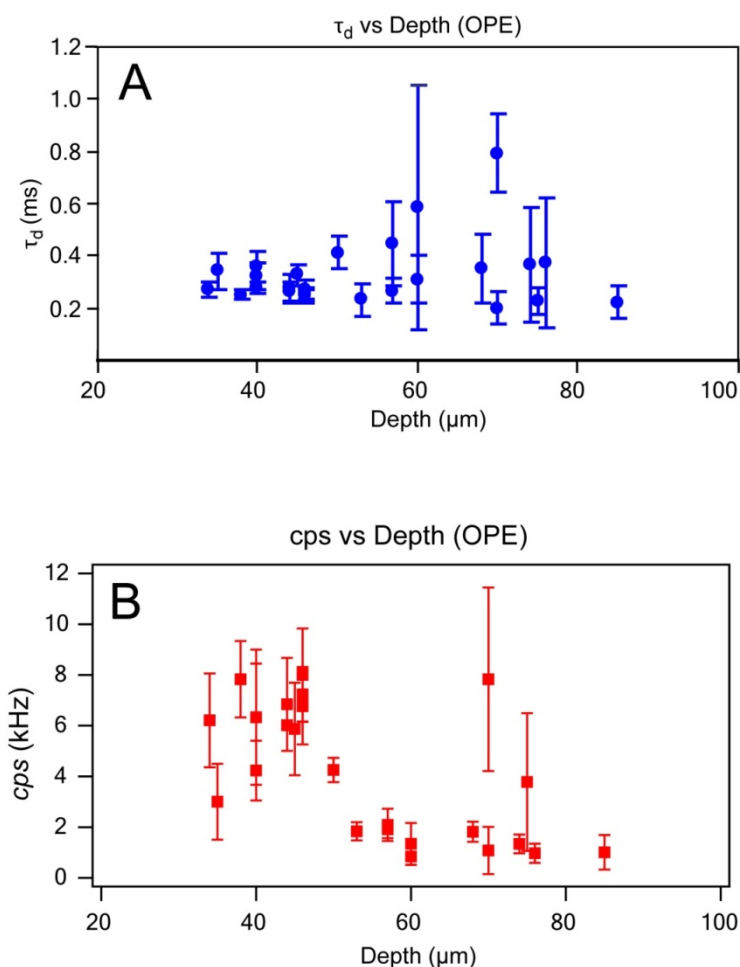 τd vs Depth (OPE)
A
1.2
1.0
0.8
0.6
0.4
0.2
τd (ms)
20 40 60 80 100
Depth (μm)
cps vs Depth (OPE)
B
12
10
8
6
4
2
0
cps (kHz)
20 40 60 80 100
Depth (μm)